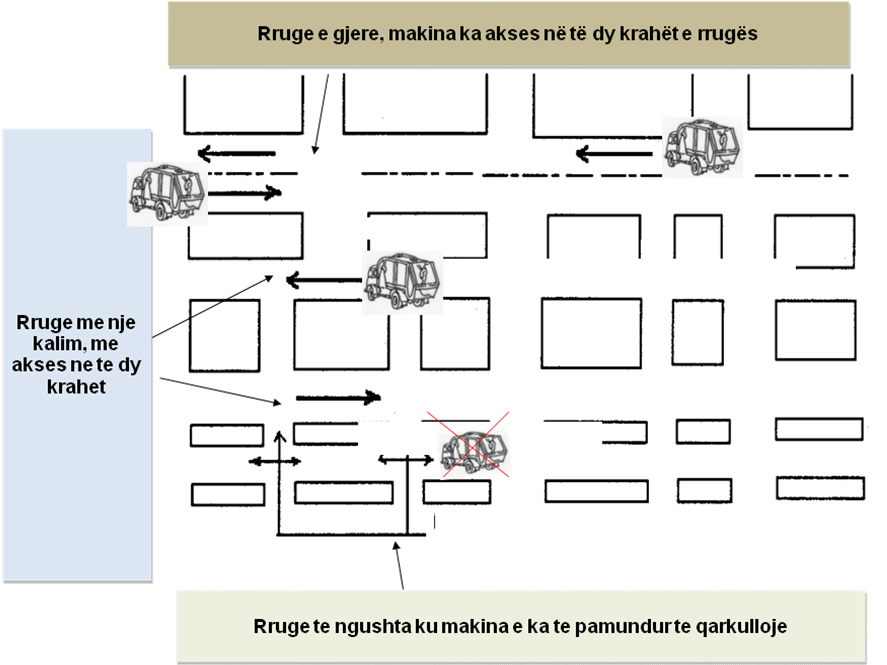 Rruge e gjere, makina ka akses në të dy krahët e rrugës
Rruge me nje
kalim, me
akses ne te dy
krahet
Rruge te ngushta ku makina e ka te pamundur te qarkulloje